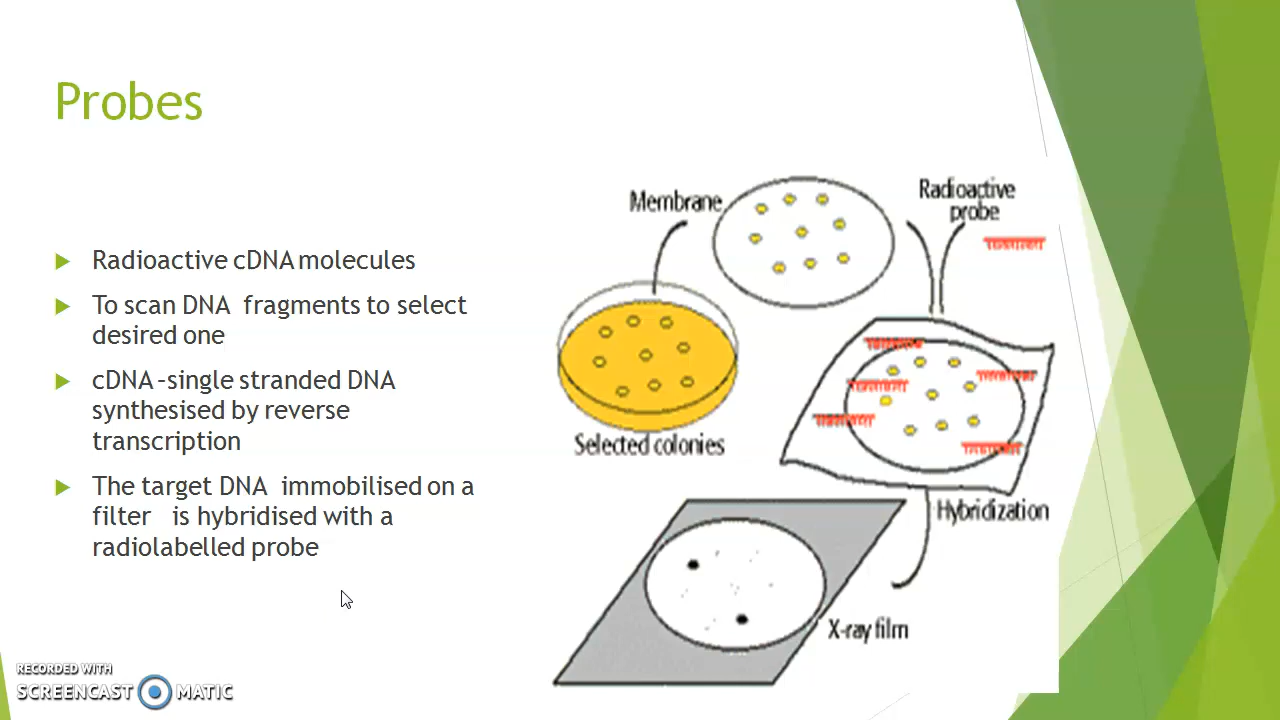 Probes
Radioactive cDNA molecules
To scan DNA fragments to select
desired one
cDNA -single stranded DNA
synthesised by reverse
transcription
The target DNA immobilised on a
filter is hybridised with a
radiolabelled probe
Membrane
Radioactive
probe
Selected colonies
Hybridization
X-ray film
RECORDED WITH
SCREENCAST MATIC